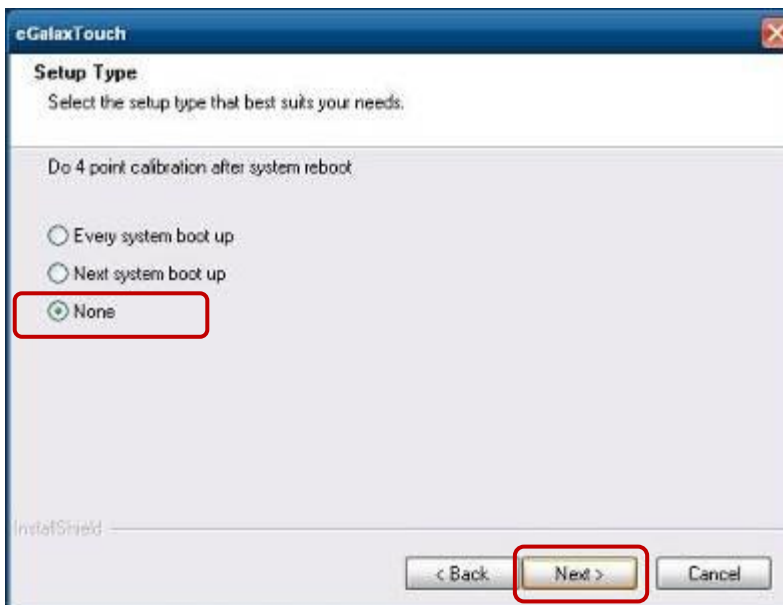 eGalaxTouch
Setup Type
Select the setup type that best suits your needs.
Do 4 point calibration after system reboot
Every system boot up
Next system boot up
None
InstallShield
< Back
Next >
Cancel